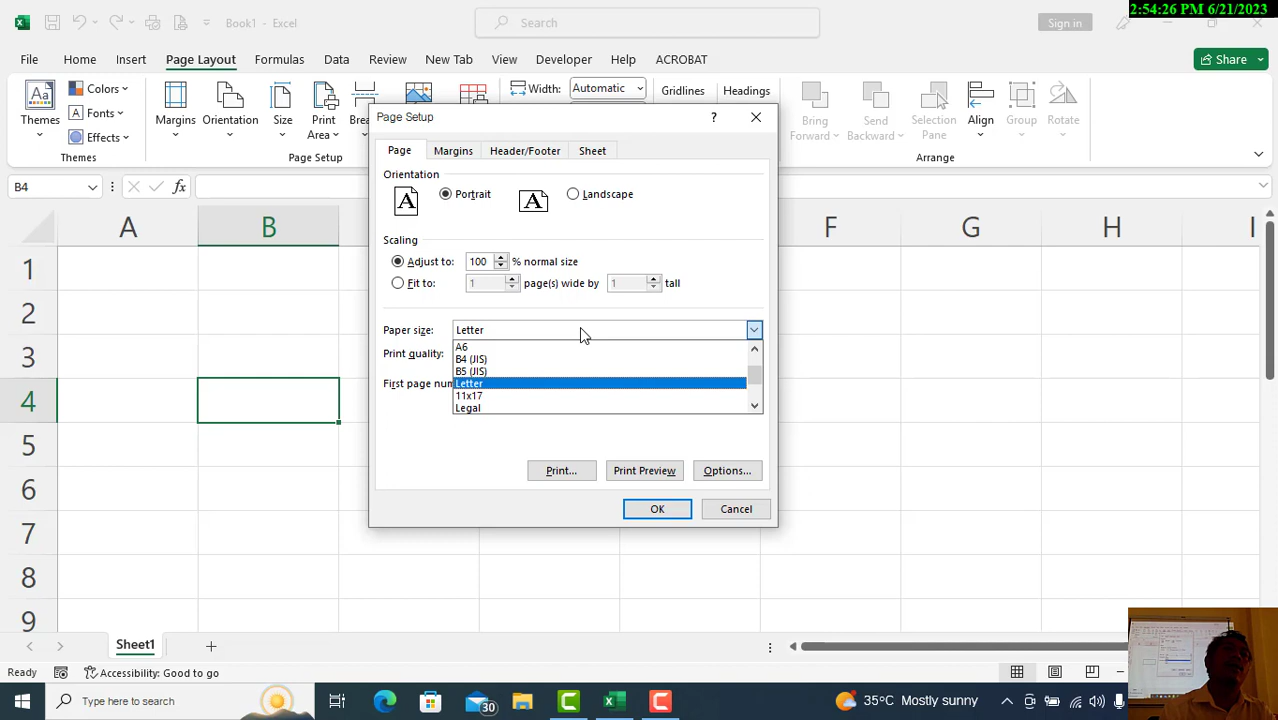 2:54:26 PM 6/21/2023
Book1 - Excel
Search
Sign in
File Home Insert Page Layout Formulas Data Review New Tab View Developer Help ACROBAT
Share
Themes
Colors
Fonts
Effects
Margins
Orientation
Size
Print Area
Width: Automatic
Gridlines
Headings
Bring Forward
Send Backward
Selection Pane
Align
Rotate
Themes
Page Setup
Arrange
B4
Page Setup
?
Page Margins Header/Footer Sheet
Orientation
A Portrait
A Landscape
Scaling
Adjust to: 100 % normal size
Fit to: 1 page(s) wide by 1 tall
Paper size: Letter
A6
Print quality:
B4 (JIS)
B5 (JIS)
First page num
Letter
11x17
Legal
Print... Print Preview Options...
OK Cancel
A B F G H I
1
2
3
4
5
6
7
8
9
Sheet1
Ready
Accessibility: Good to go
Type here to search
30
35°C Mostly sunny